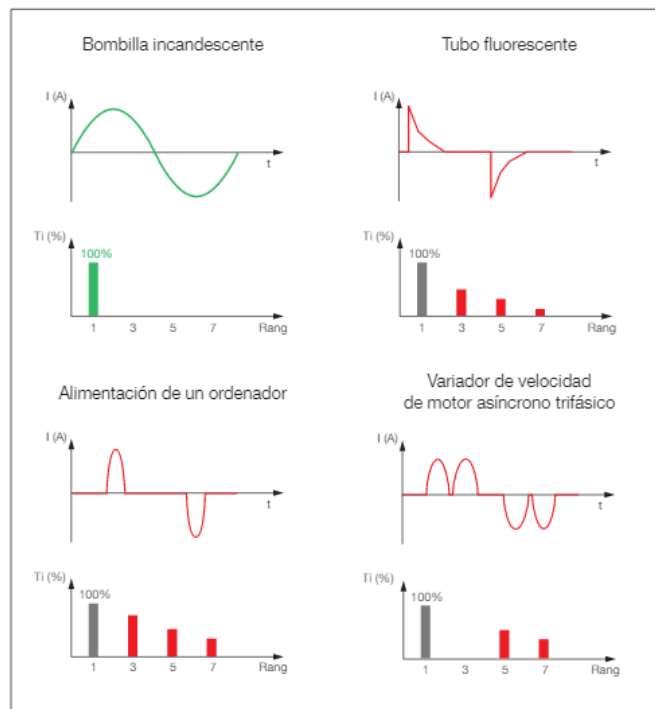 Bombilla incandescente
I (A)
t
Ti (%)
100%
1 3 5 7 Rang
Tubo fluorescente
I (A)
t
Ti (%)
100%
1 3 5 7 Rang
Alimentación de un ordenador
I (A)
t
Ti (%)
100%
1 3 5 7 Rang
Variador de velocidad
de motor asíncrono trifásico
I (A)
t
Ti (%)
100%
1 3 5 7 Rang